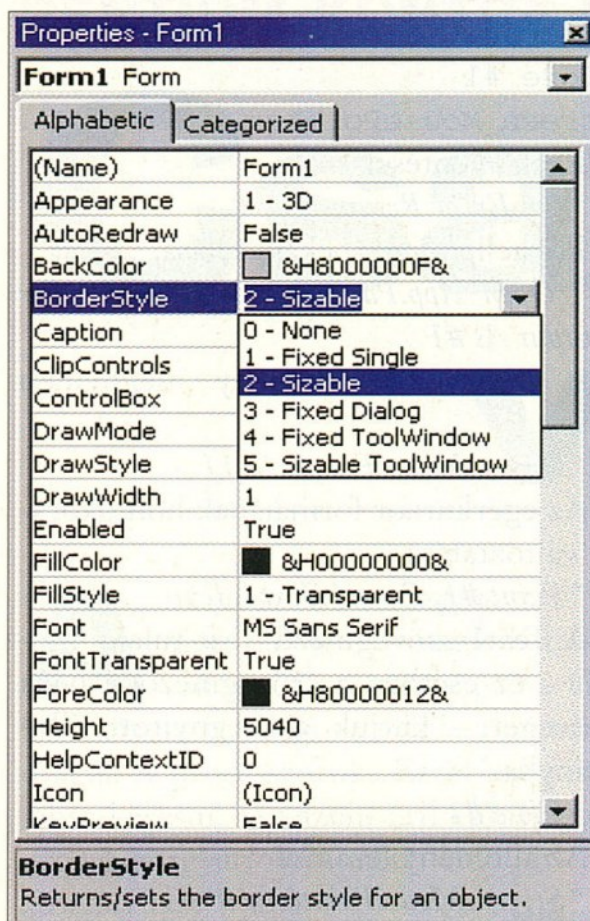 Properties - Form1
Form1 Form
Alphabetic Categorized
(Name) Form1
Appearance 1 - 3D
AutoRedraw False
BackColor &H8000000F&
BorderStyle 2 - Sizable
Caption 0 - None
ClipControls 1 - Fixed Single
ControlBox 2 - Sizable
DrawMode 3 - Fixed Dialog
DrawStyle 4 - Fixed ToolWindow
5 - Sizable ToolWindow
DrawWidth 1
Enabled True
FillColor &H00000000&
FillStyle 1 - Transparent
Font MS Sans Serif
FontTransparent True
ForeColor &H80000012&
Height 5040
HelpContextID 0
Icon (Icon)
KeyPreview False
BorderStyle
Returns/sets the border style for an object.